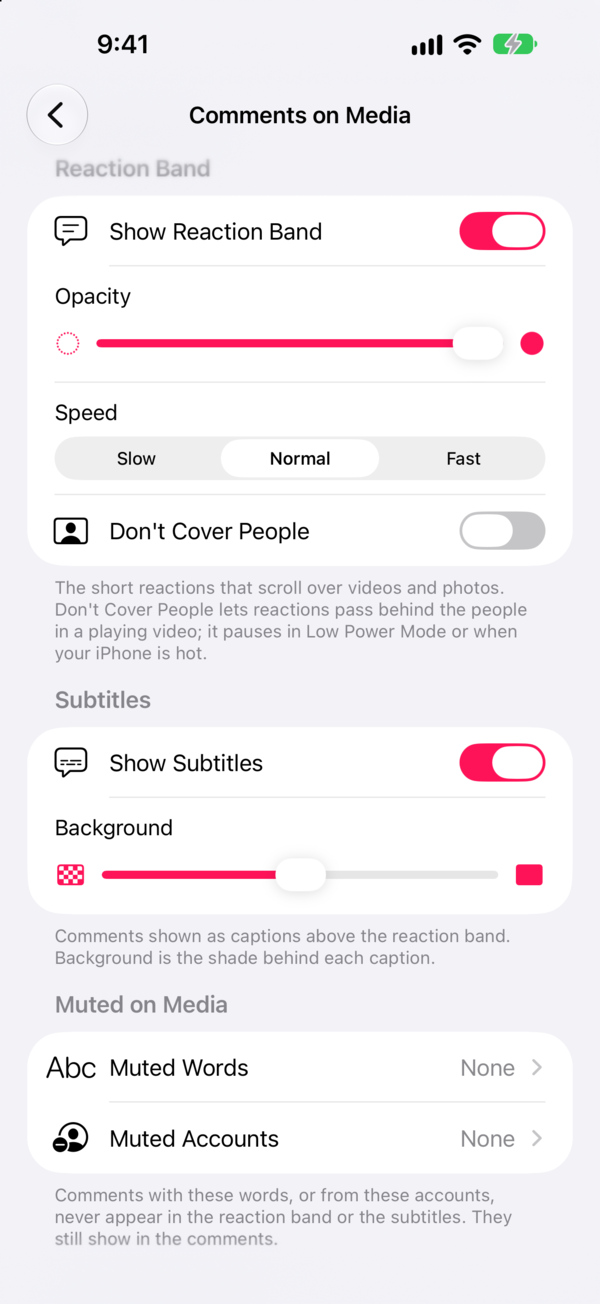 9:41
Comments on Media
Reaction Band
Show Reaction Band
Opacity
Speed
Slow Normal Fast
Don't Cover People
The short reactions that scroll over videos and photos.
Don't Cover People lets reactions pass behind the people
in a playing video; it pauses in Low Power Mode or when
your iPhone is hot.
Subtitles
Show Subtitles
Background
Comments shown as captions above the reaction band.
Background is the shade behind each caption.
Muted on Media
Abc Muted Words None
Muted Accounts None
Comments with these words, or from these accounts,
never appear in the reaction band or the subtitles. They
still show in the comments.